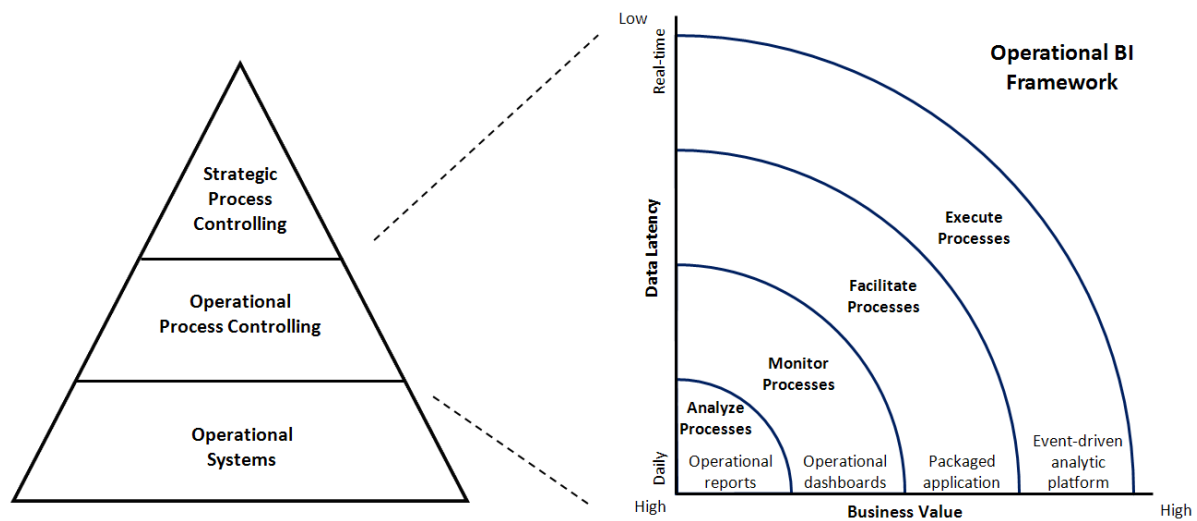 Strategic
Process
Controlling
Operational
Process Controlling
Operational
Systems
Low
Real-time
Data Latency
Daily
High
Operational BI
Framework
Execute
Processes
Facilitate
Processes
Monitor
Processes
Analyze
Processes
Operational
reports
Operational
dashboards
Packaged
application
Event-driven
analytic
platform
Business Value
High